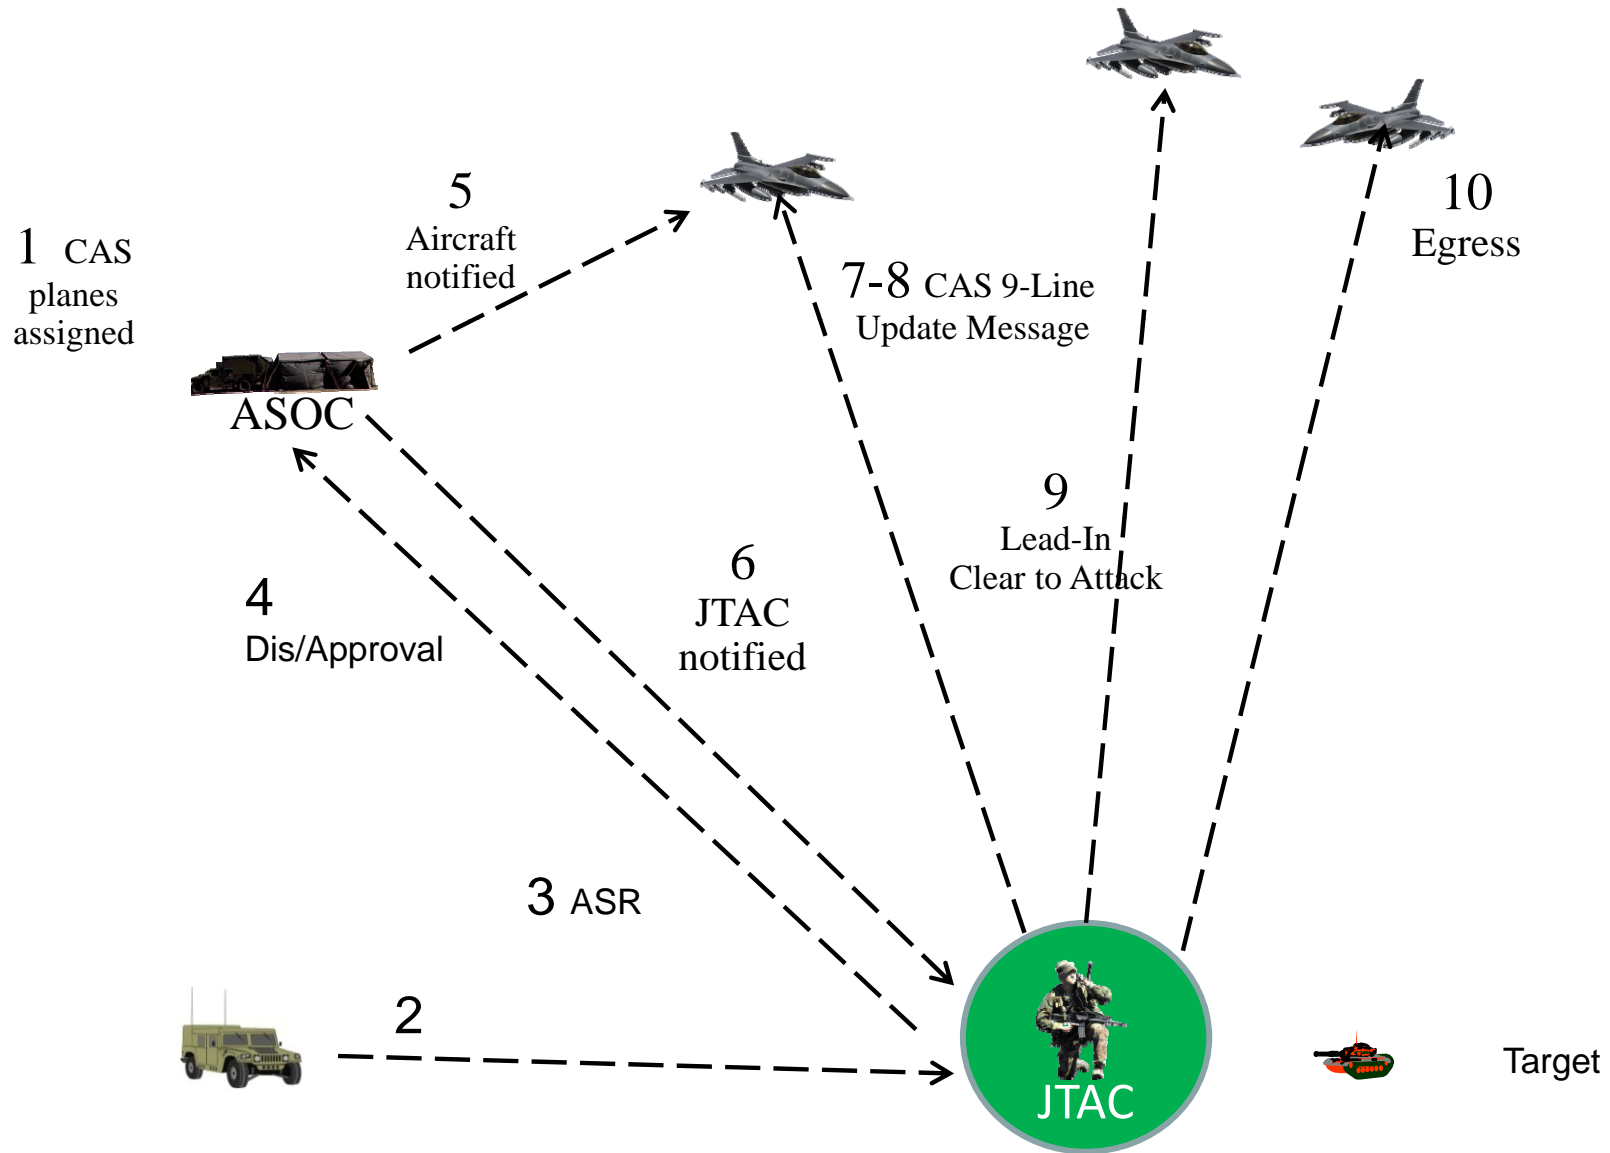 1 CAS
planes
assigned
5
Aircraft
notified
10
Egress
7-8 CAS 9-Line
Update Message
ASOC
9
Lead-In
Clear to Attack
4
Dis/Approval
6
JTAC
notified
3 ASR
2
JTAC
Target